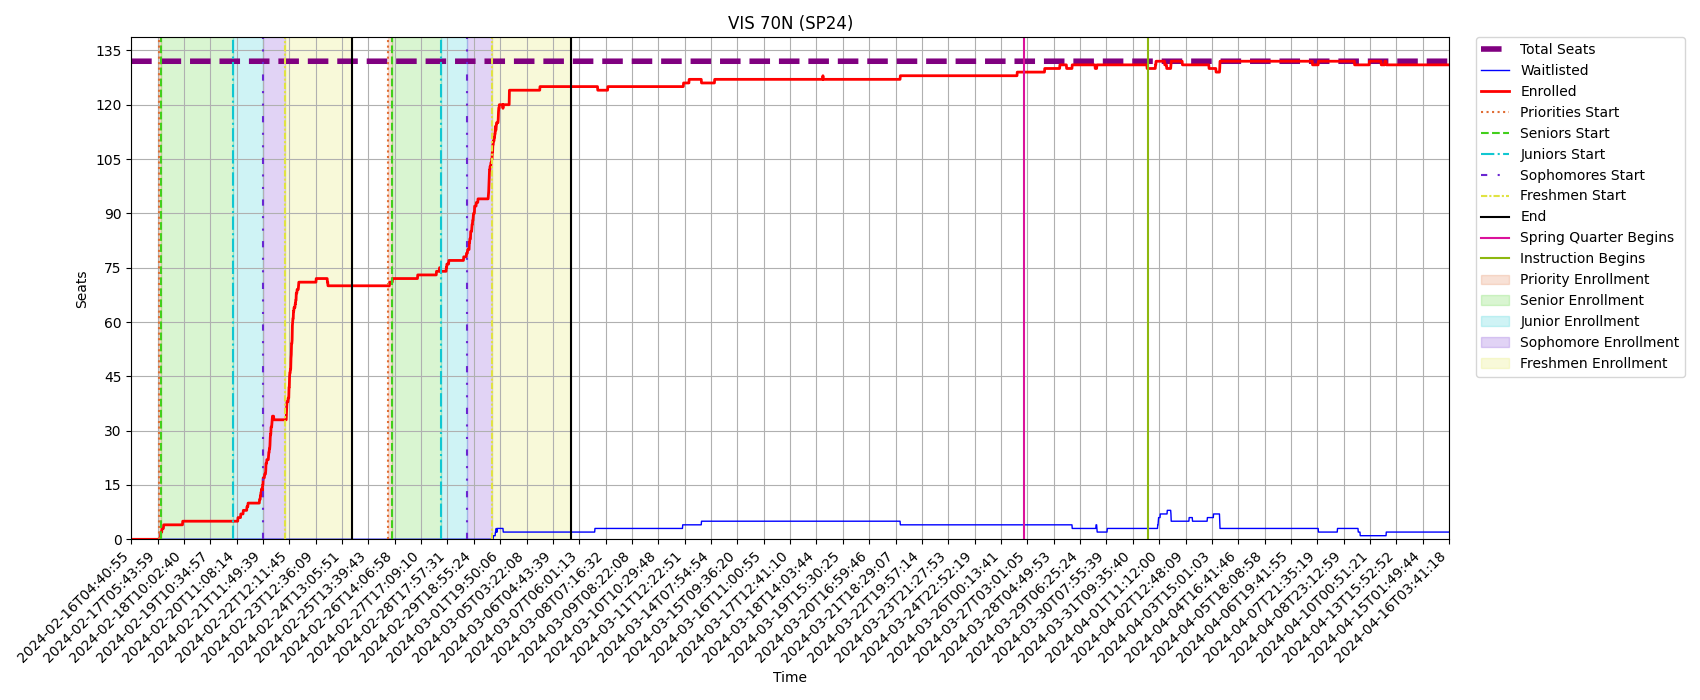 VIS 70N (SP24)
135
120
105
90
75
60
45
30
15
0
Seats
2024-02-16T04:40:55
2024-02-17T05:43:59
2024-02-18T10:02:40
2024-02-19T10:34:57
2024-02-20T11:08:14
2024-02-21T11:49:39
2024-02-22T12:11:45
2024-02-23T12:36:09
2024-02-24T13:05:51
2024-02-25T13:39:43
2024-02-26T14:06:58
2024-02-27T17:09:10
2024-02-28T17:57:31
2024-02-29T18:55:24
2024-03-01T19:50:06
2024-03-05T03:22:08
2024-03-06T04:43:39
2024-03-07T06:01:13
2024-03-08T07:16:32
2024-03-09T08:22:08
2024-03-10T10:29:48
2024-03-11T12:22:51
2024-03-14T07:54:54
2024-03-15T09:36:20
2024-03-16T11:00:55
2024-03-17T12:41:10
2024-03-18T14:03:44
2024-03-19T15:30:25
2024-03-20T16:59:46
2024-03-21T18:29:07
2024-03-22T19:57:14
2024-03-23T21:27:53
2024-03-24T22:52:19
2024-03-26T00:13:41
2024-03-27T03:01:05
2024-03-28T04:49:53
2024-03-29T06:25:24
2024-03-30T07:55:39
2024-03-31T09:35:40
2024-04-01T11:12:00
2024-04-02T12:48:09
2024-04-03T15:01:03
2024-04-04T16:41:46
2024-04-05T18:08:58
2024-04-06T19:41:55
2024-04-07T21:35:19
2024-04-08T23:12:59
2024-04-10T00:51:21
2024-04-13T15:52:52
2024-04-15T01:49:44
2024-04-16T03:41:18
Time
Total Seats
Waitlisted
Enrolled
Priorities Start
Seniors Start
Juniors Start
Sophomores Start
Freshmen Start
End
Spring Quarter Begins
Instruction Begins
Priority Enrollment
Senior Enrollment
Junior Enrollment
Sophomore Enrollment
Freshmen Enrollment